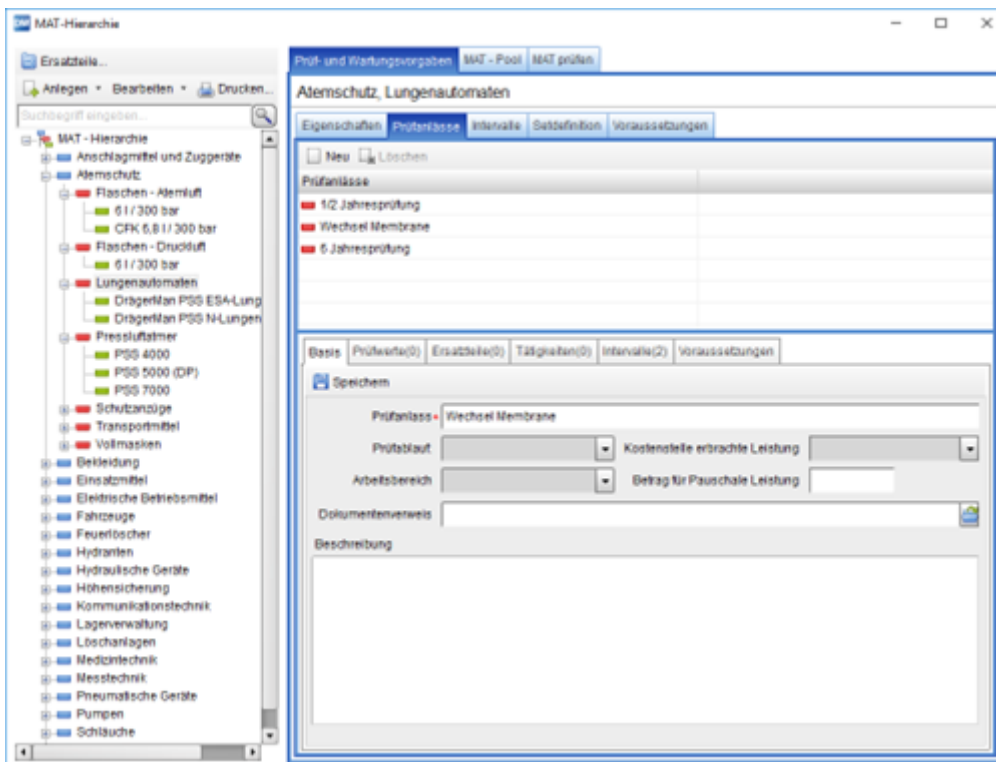 MAT-Hierarchie
Ersatzteile...
Anlegen Bearbeiten Drucken...
Suchbegriff eingeben...
MAT - Hierarchie
Anschlagmittel und Zuggeräte
Atemschutz
Flaschen - Atemluft
6 l / 300 bar
CFK 6,8 l / 300 bar
Flaschen - Druckluft
6 l / 300 bar
Lungenautomaten
DrägerMan PSS ESA-Lung
DrägerMan PSS N-Lungen
Pressluftatmer
PSS 4000
PSS 5000 (DP)
PSS 7000
Schutzanzüge
Transportmittel
Vollmasken
Bekleidung
Einsatzmittel
Elektrische Betriebsmittel
Fahrzeuge
Feuerlöscher
Hydranten
Hydraulische Geräte
Höhensicherung
Kommunikationstechnik
Lagerverwaltung
Löschanlagen
Medizintechnik
Messtechnik
Pneumatische Geräte
Pumpen
Schläuche
Prüf- und Wartungsvorgaben MAT - Pool MAT prüfen
Atemschutz, Lungenautomaten
Eigenschaften Prüfanlässe Intervalle Setdefinition Voraussetzungen
Neu Löschen
Prüfanlässe
1/2 Jahresprüfung
Wechsel Membrane
6 Jahresprüfung
Basis Prüfwerte(0) Ersatzteile(0) Tätigkeiten(0) Intervalle(2) Voraussetzungen
Speichern
Prüfanlass* Wechsel Membrane
Prüfablauf Kostenstelle erbrachte Leistung
Arbeitsbereich Betrag für Pauschale Leistung
Dokumentenverweis
Beschreibung